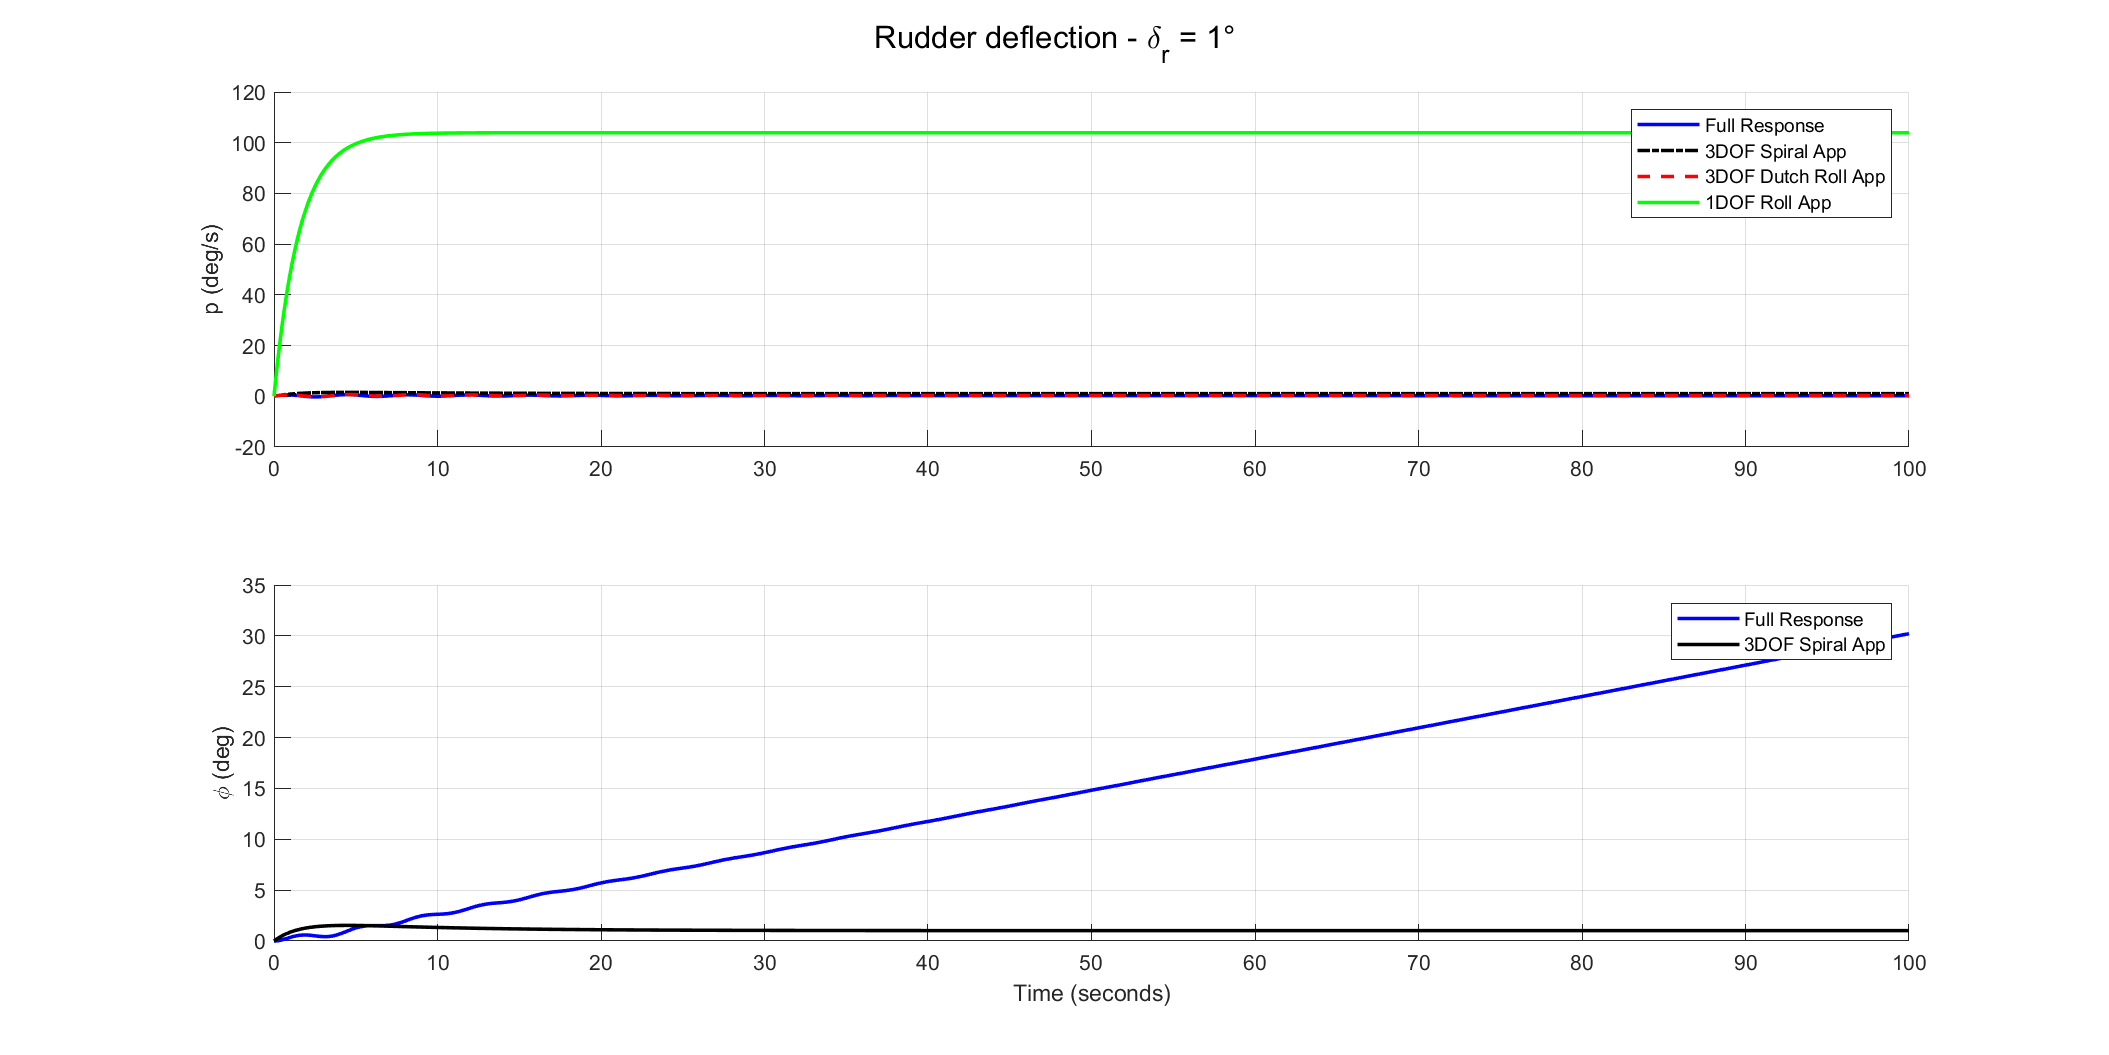 Rudder deflection - δr = 1°
120
100
80
60
40
20
0
-20
p (deg/s)
0 10 20 30 40 50 60 70 80 90 100
Full Response
3DOF Spiral App
3DOF Dutch Roll App
1DOF Roll App
35
30
25
20
15
10
5
0
ϕ (deg)
0 10 20 30 40 50 60 70 80 90 100
Time (seconds)
Full Response
3DOF Spiral App